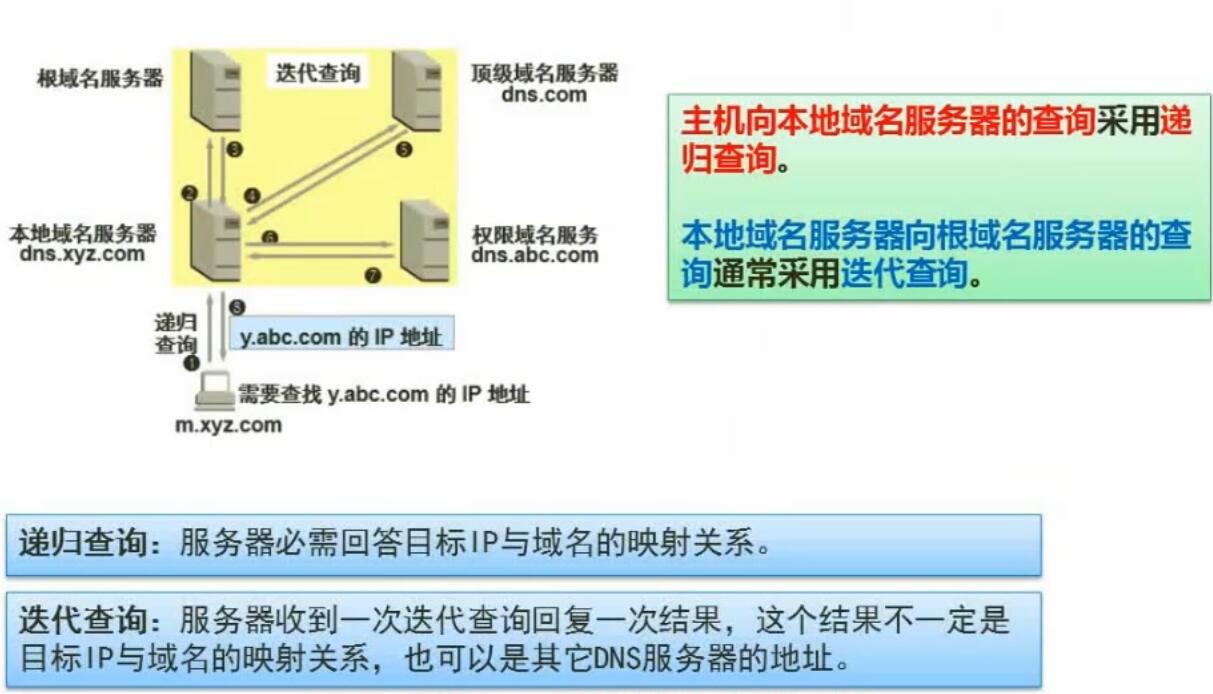 根域名服务器
迭代查询
顶级域名服务器
dns.com
❸
❺
❷
❹
本地域名服务器
dns.xyz.com
❻
权限域名服务
dns.abc.com
❼
❽
递归
查询
y.abc.com 的 IP 地址
❶
需要查找 y.abc.com 的 IP 地址
m.xyz.com
主机向本地域名服务器的查询采用递
归查询。
本地域名服务器向根域名服务器的查
询通常采用迭代查询。
递归查询：服务器必需回答目标IP与域名的映射关系。
迭代查询：服务器收到一次迭代查询回复一次结果，这个结果不一定是
目标IP与域名的映射关系，也可以是其它DNS服务器的地址。